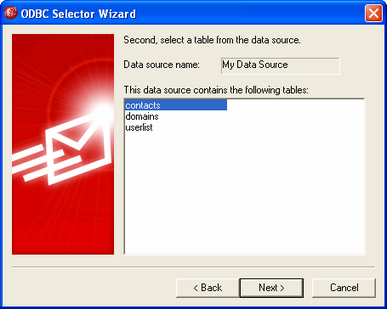 ODBC Selector Wizard
Second, select a table from the data source.
Data source name: My Data Source
This data source contains the following tables:
contacts
domains
userlist
< Back Next > Cancel